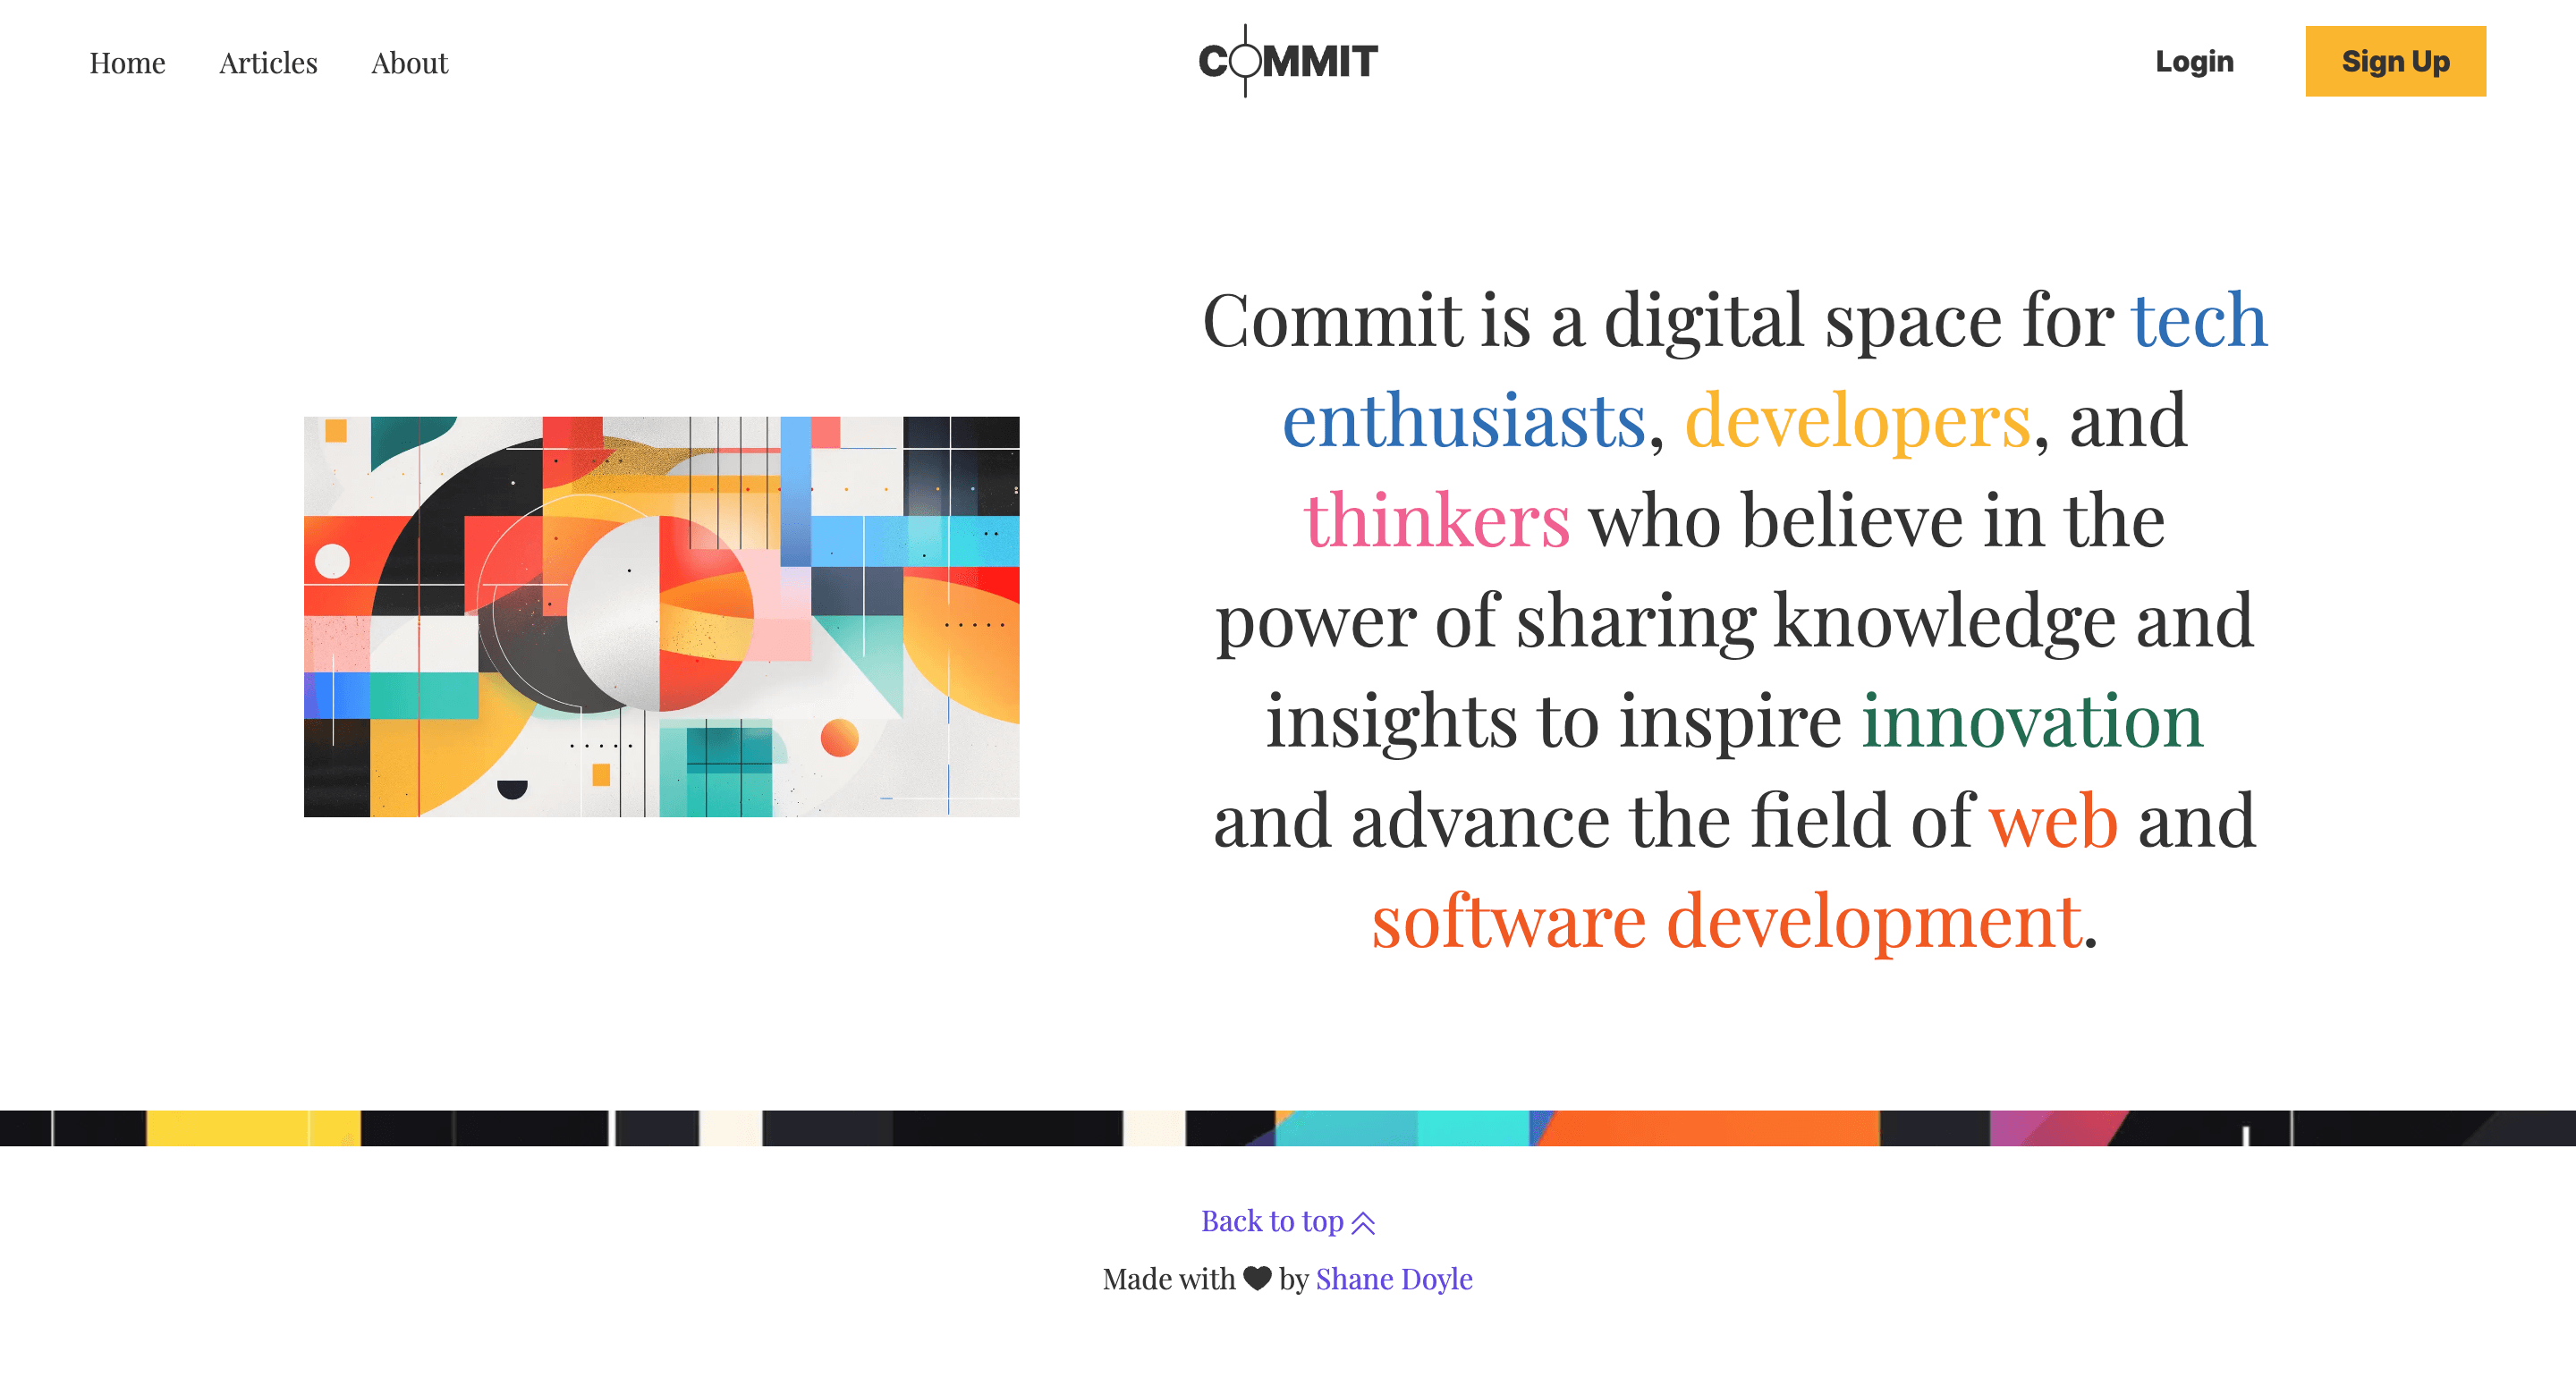 Home Articles About COMMIT Login Sign Up
Commit is a digital space for tech
enthusiasts, developers, and
thinkers who believe in the
power of sharing knowledge and
insights to inspire innovation
and advance the field of web and
software development.
Back to top
Made with by Shane Doyle